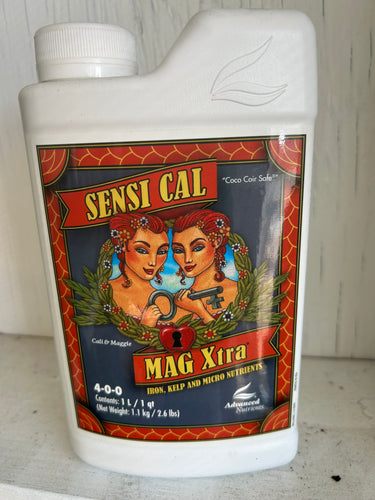 SENSI CAL
"Coco Coir Safe"
Cali & Maggie
MAG Xtra®
IRON, KELP AND MICRO NUTRIENTS
4-0-0
Contents: 1 L / 1 qt
(Net Weight: 1.1 kg / 2.6 lbs)
Advanced
Nutrients